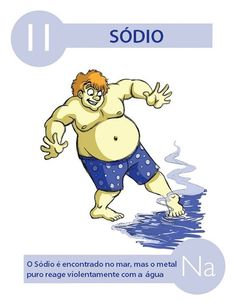 11
SÓDIO
O Sódio é encontrado no mar, mas o metal
puro reage violentamente com a água
Na